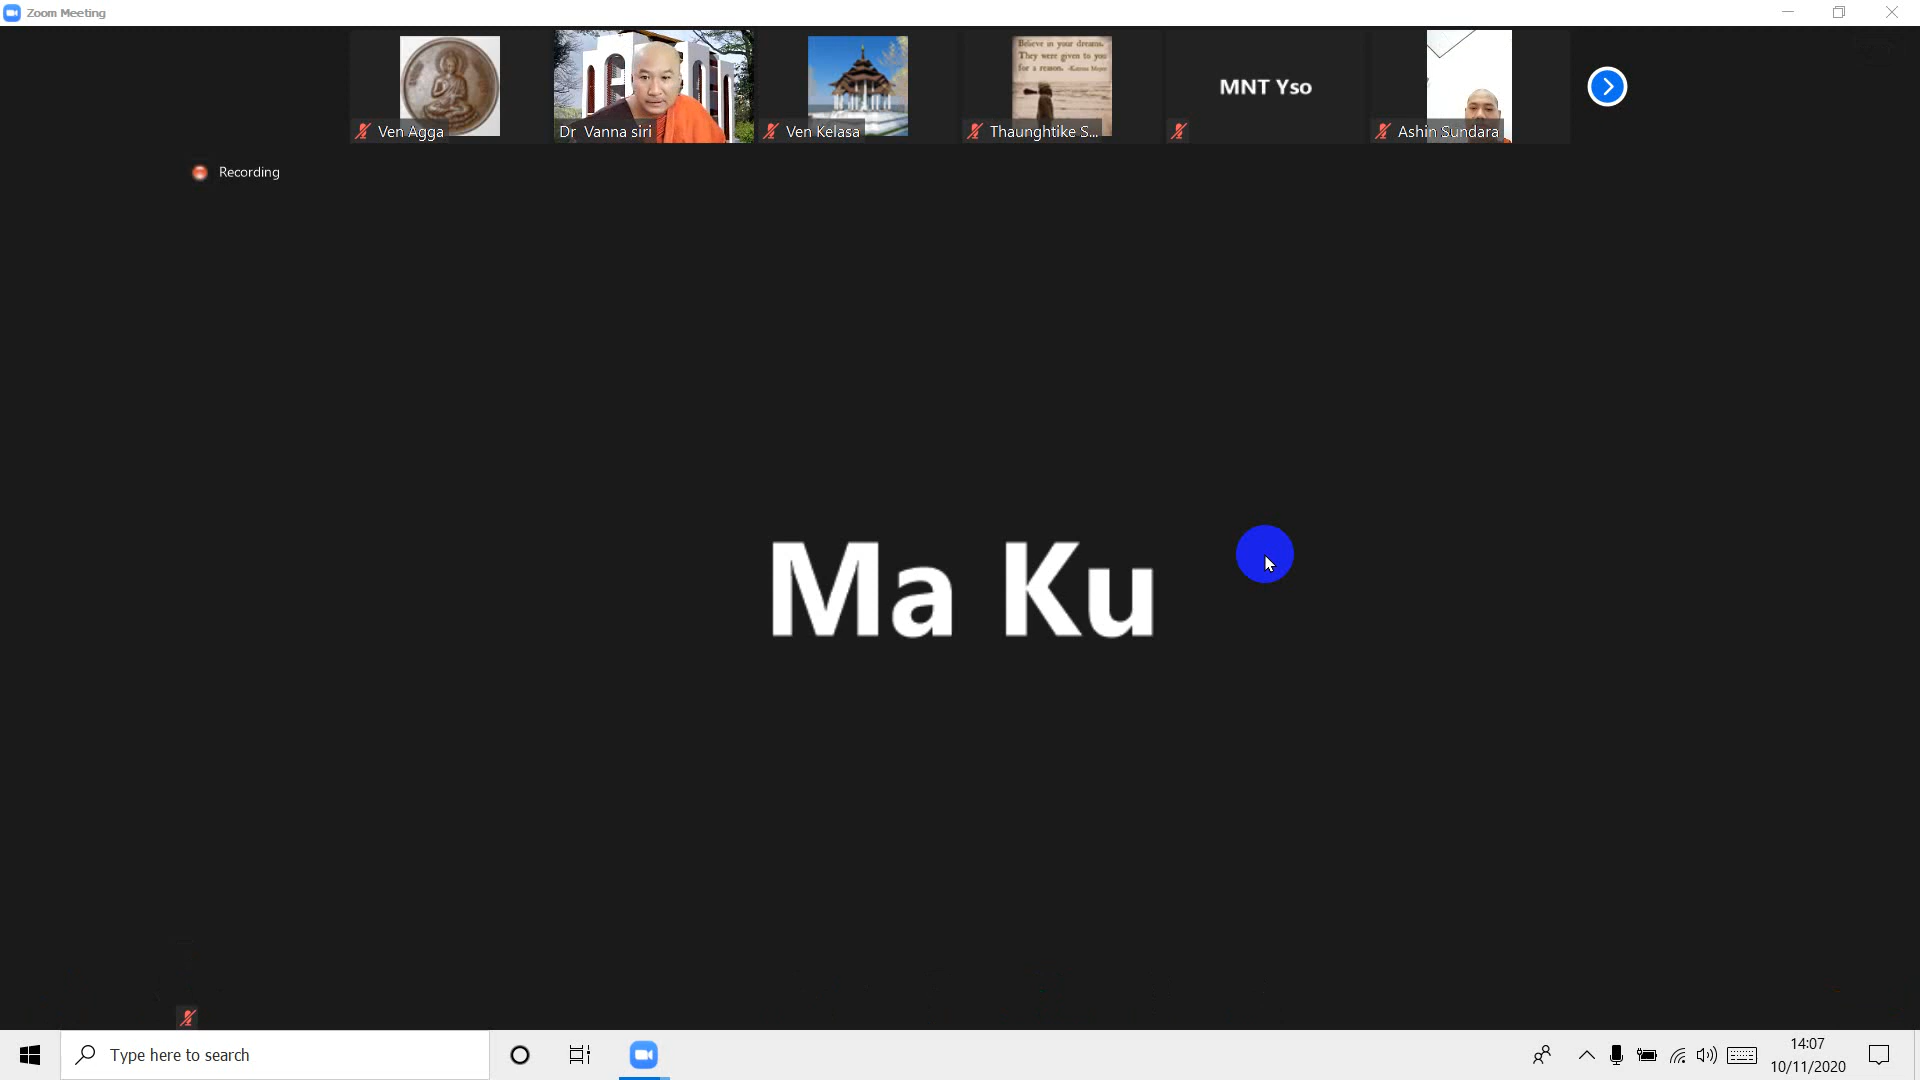 Zoom Meeting
Ven Agga
Dr Vanna siri
Ven Kelasa
Believe in your dreams.
They were given to you
for a reason.
Thaunghtike S...
MNT Yso
Ashin Sundara
Recording
Ma Ku
Type here to search
14:07
10/11/2020